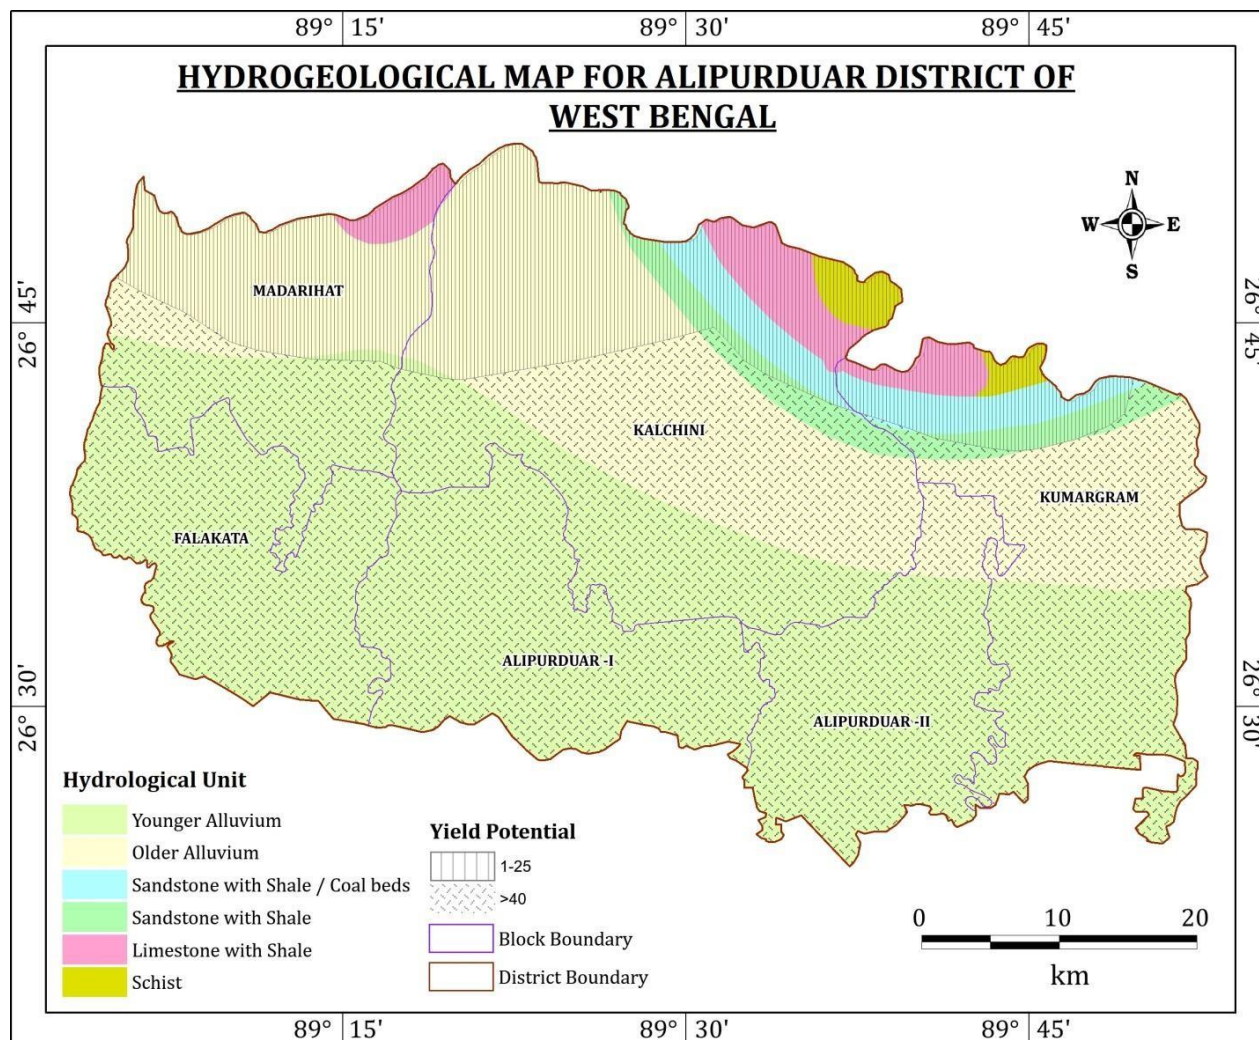 89° 15'
89° 30'
89° 45'
HYDROGEOLOGICAL MAP FOR ALIPURDUAR DISTRICT OF
WEST BENGAL
N
W
E
S
26° 45'
26° 45'
MADARIHAT
KALCHINI
KUMARGRAM
FALAKATA
ALIPURDUAR -I
ALIPURDUAR -II
26° 30'
26° 30'
Hydrological Unit
Younger Alluvium
Older Alluvium
Sandstone with Shale / Coal beds
Sandstone with Shale
Limestone with Shale
Schist
Yield Potential
1-25
>40
Block Boundary
District Boundary
0
10
20
km
89° 15'
89° 30'
89° 45'